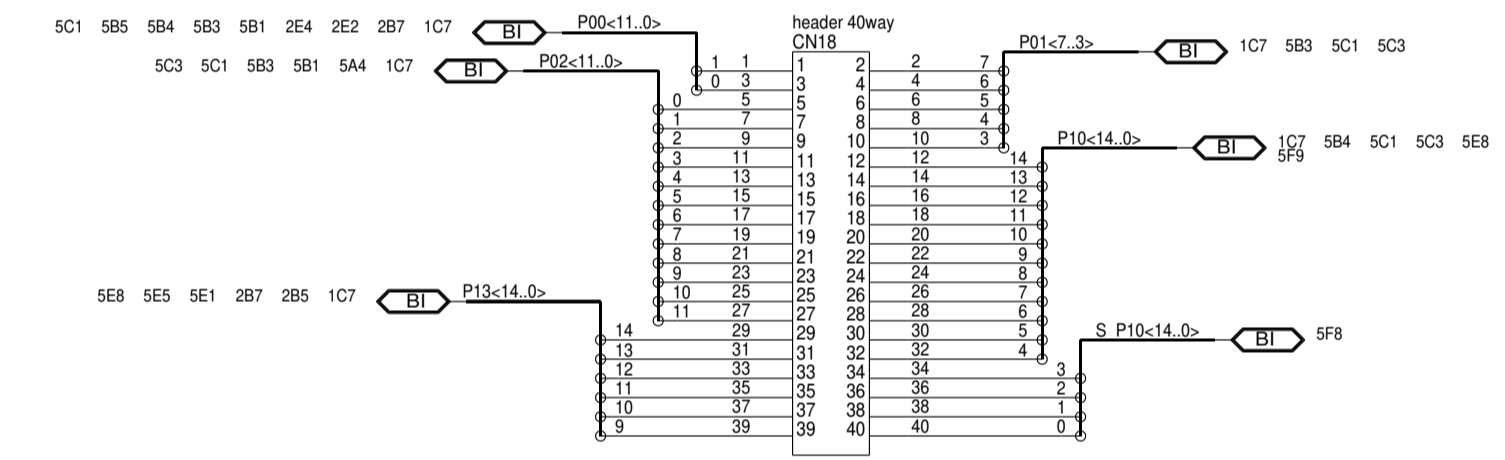 5C1 5B5 5B4 5B3 5B1 2E4 2E2 2B7 1C7 BI P00<11..0>
header 40way
CN18
5C3 5C1 5B3 5B1 5A4 1C7 BI P02<11..0>
P01<7..3> BI 1C7 5B3 5C1 5C3
1 1 1 2 2 7
0 3 3 4 4 6
0 5 5 6 6 5
1 7 7 8 8 4
2 9 9 10 10 3
P10<14..0> BI 1C7 5B4 5C1 5C3 5E8
5F9
3 11 11 12 12 14
4 13 13 14 14 13
5 15 15 16 16 12
6 17 17 18 18 11
7 19 19 20 20 10
8 21 21 22 22 9
9 23 23 24 24 8
10 25 25 26 26 7
11 27 27 28 28 6
5E8 5E5 5E1 2B7 2B5 1C7 BI P13<14..0>
14 29 29 30 30 5
S P10<14..0> BI 5F8
13 31 31 32 32 4
12 33 33 34 34 3
11 35 35 36 36 2
10 37 37 38 38 1
9 39 39 40 40 0